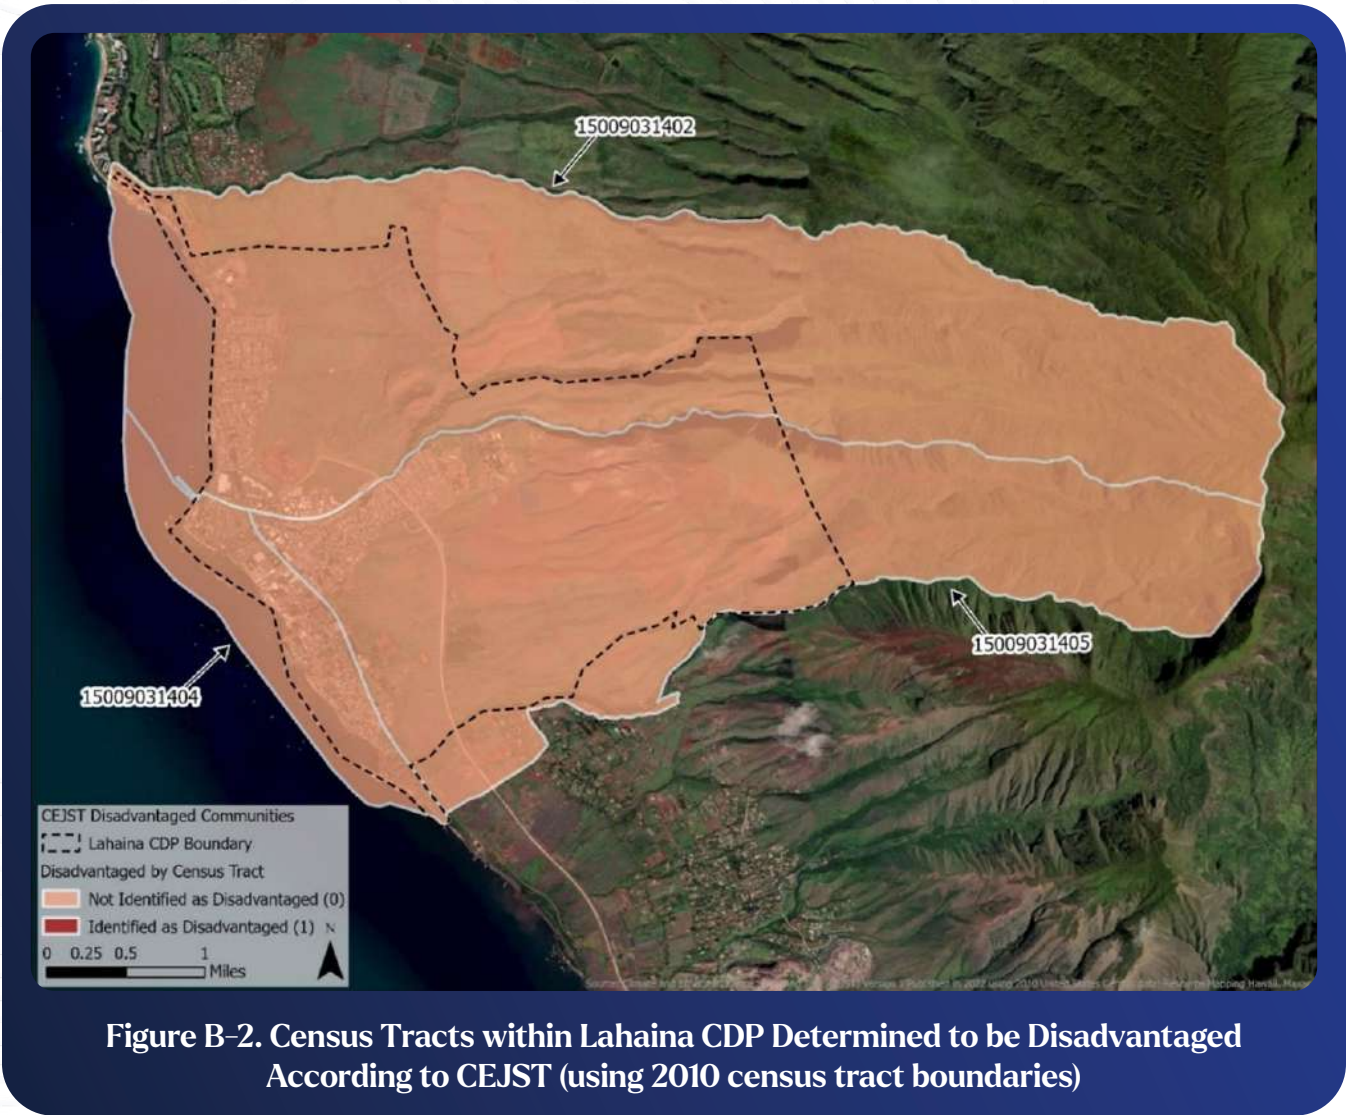 15009031402
15009031405
15009031404
CEJST Disadvantaged Communities
Lahaina CDP Boundary
Disadvantaged by Census Tract
Not Identified as Disadvantaged (0)
Identified as Disadvantaged (1) N
0 0.25 0.5 1
Miles
Figure B-2. Census Tracts within Lahaina CDP Determined to be Disadvantaged
According to CEJST (using 2010 census tract boundaries)